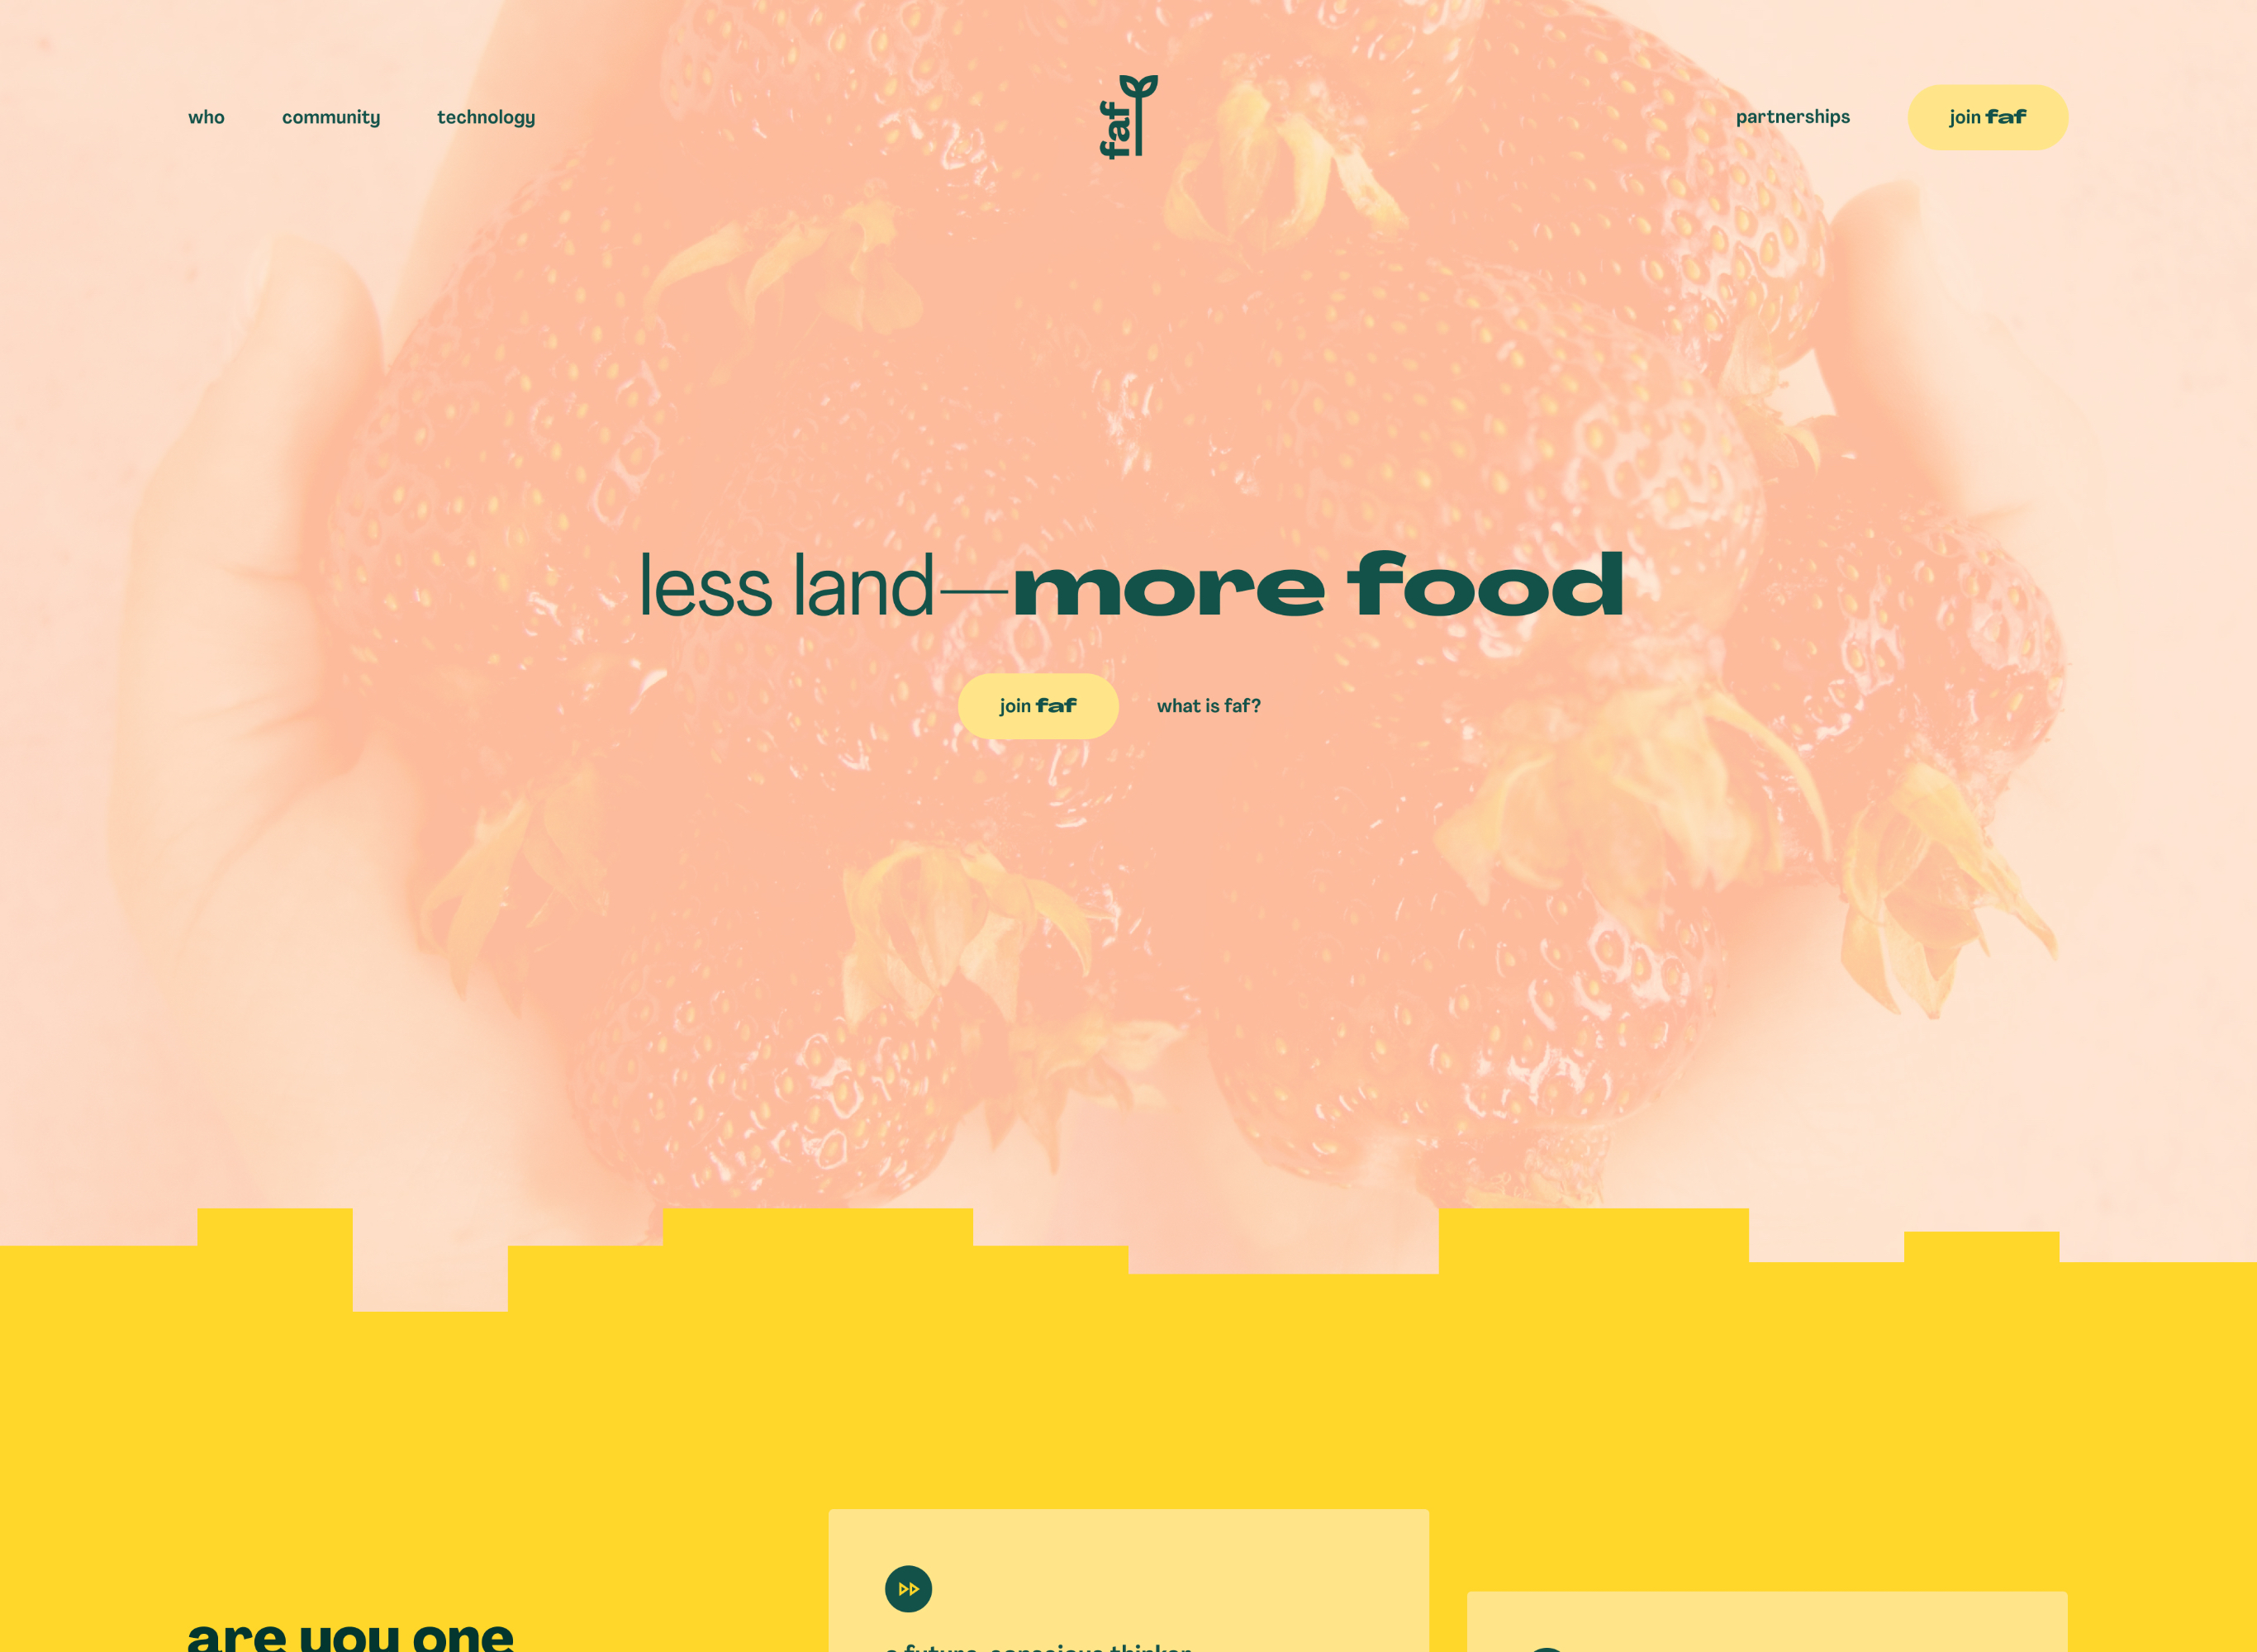 who community technology
faf
partnerships join faf
less land—more food
join faf what is faf?
are you one
a future-conscious thinker